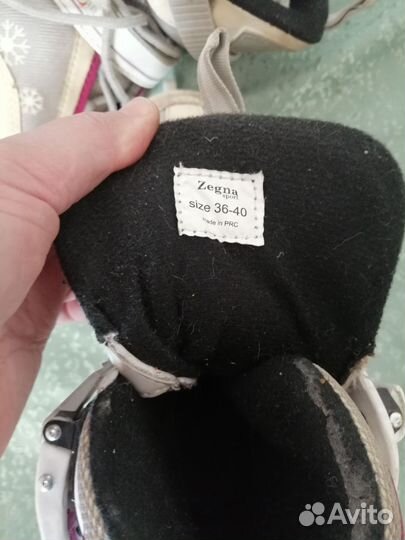 Zegna
sport
size 36-40
made in PRC
Avito